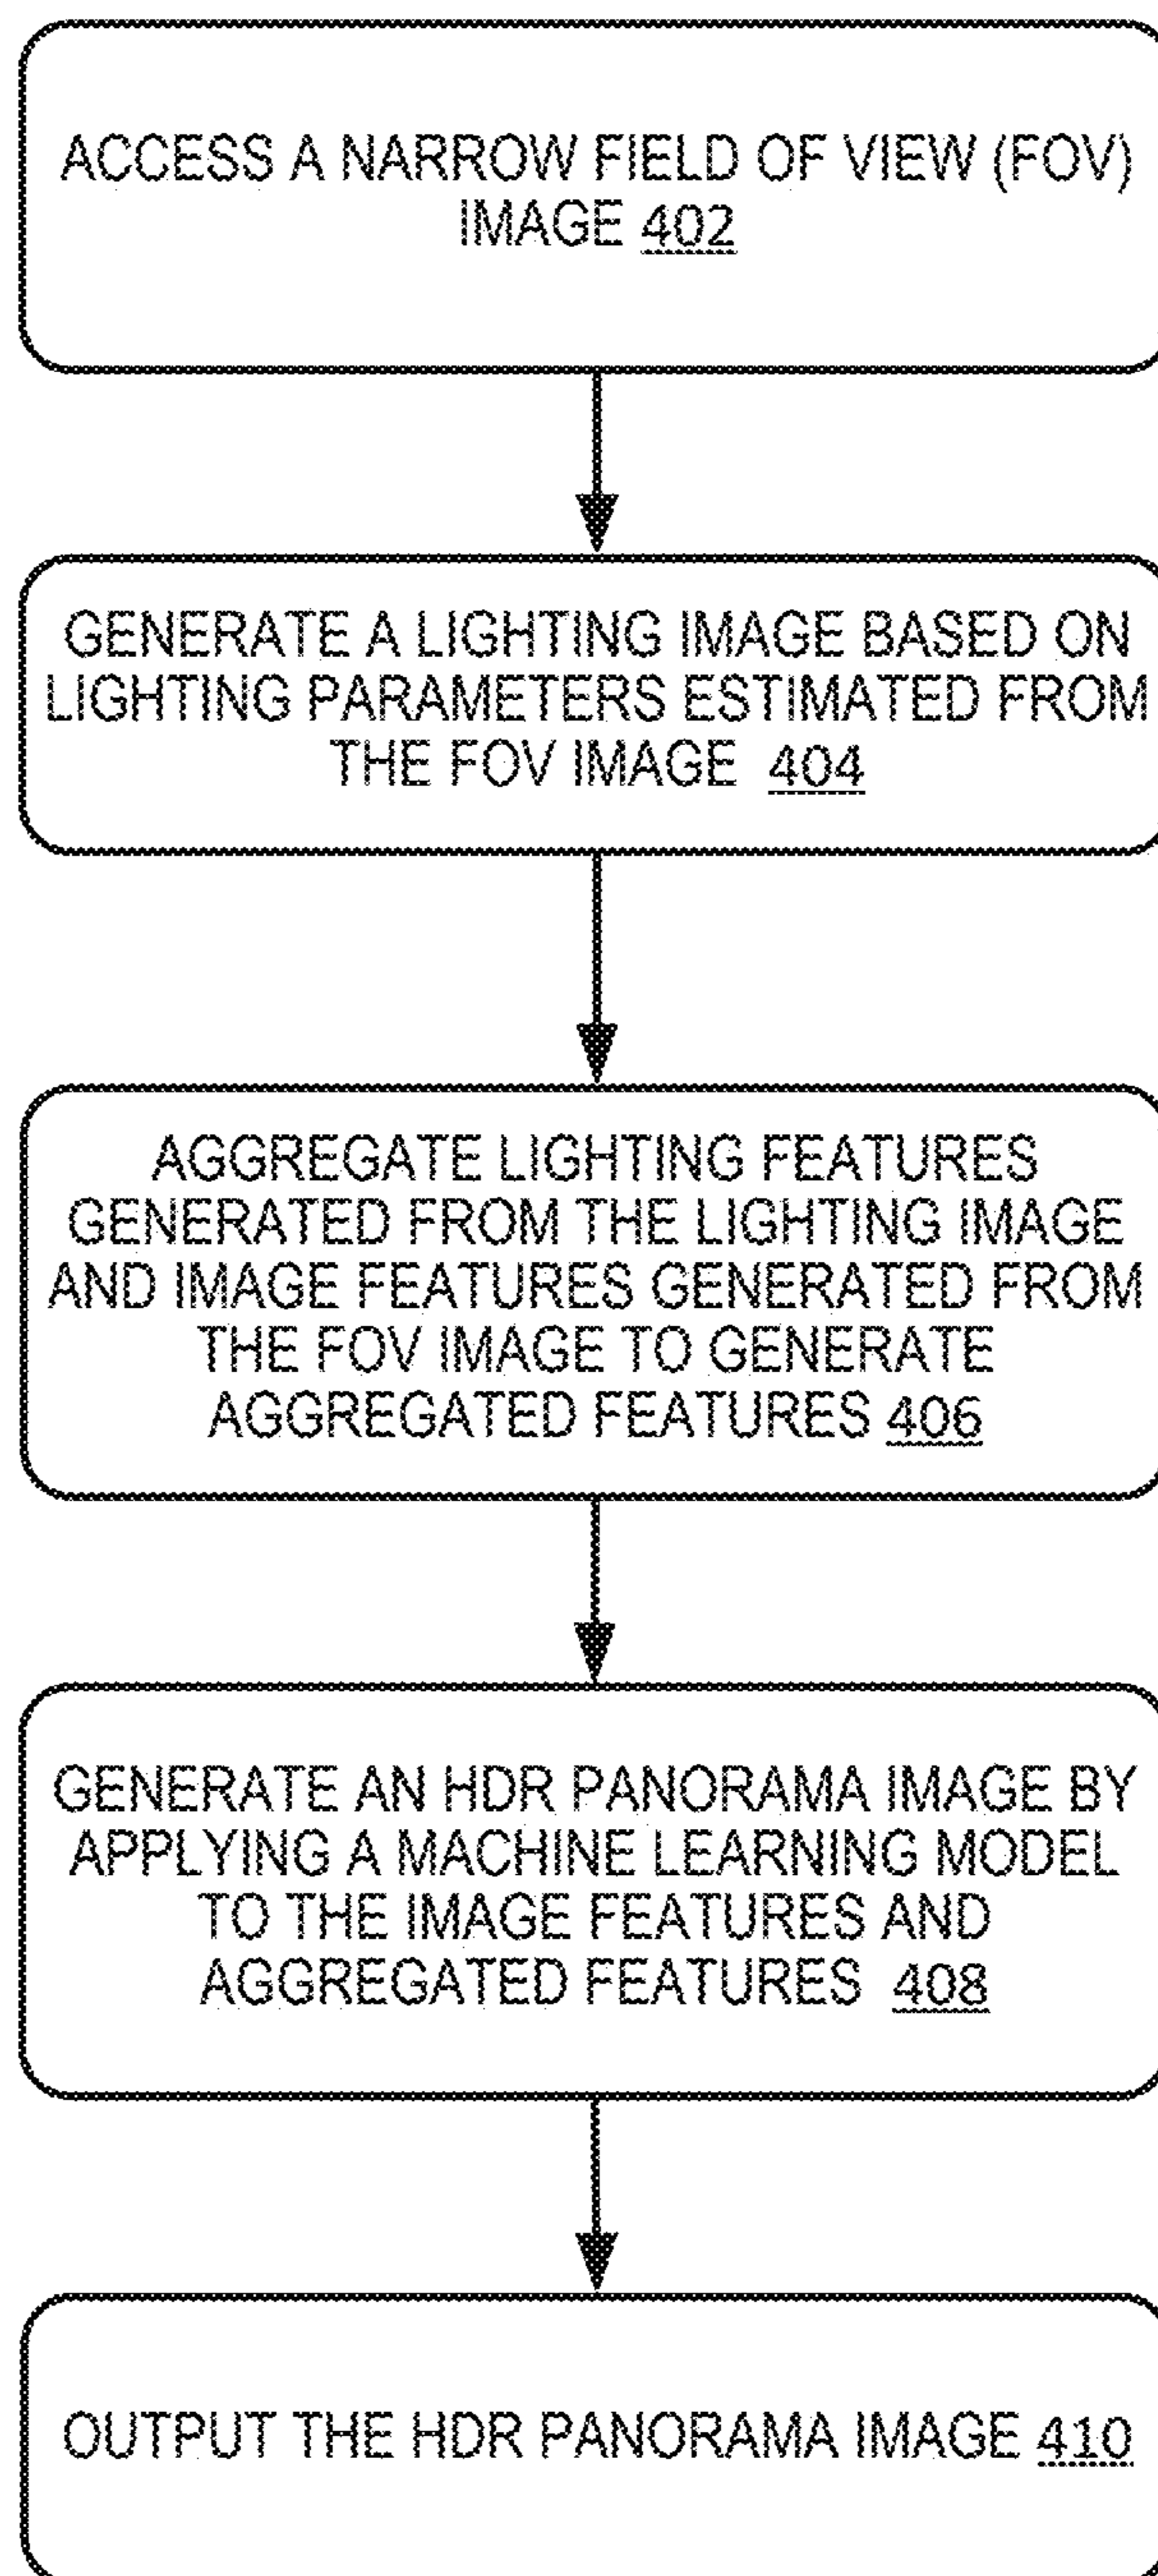 ACCESS A NARROW FIELD OF VIEW (FOV)
IMAGE 402
GENERATE A LIGHTING IMAGE BASED ON
LIGHTING PARAMETERS ESTIMATED FROM
THE FOV IMAGE 404
AGGREGATE LIGHTING FEATURES
GENERATED FROM THE LIGHTING IMAGE
AND IMAGE FEATURES GENERATED FROM
THE FOV IMAGE TO GENERATE
AGGREGATED FEATURES 406
GENERATE AN HDR PANORAMA IMAGE BY
APPLYING A MACHINE LEARNING MODEL
TO THE IMAGE FEATURES AND
AGGREGATED FEATURES 408
OUTPUT THE HDR PANORAMA IMAGE 410